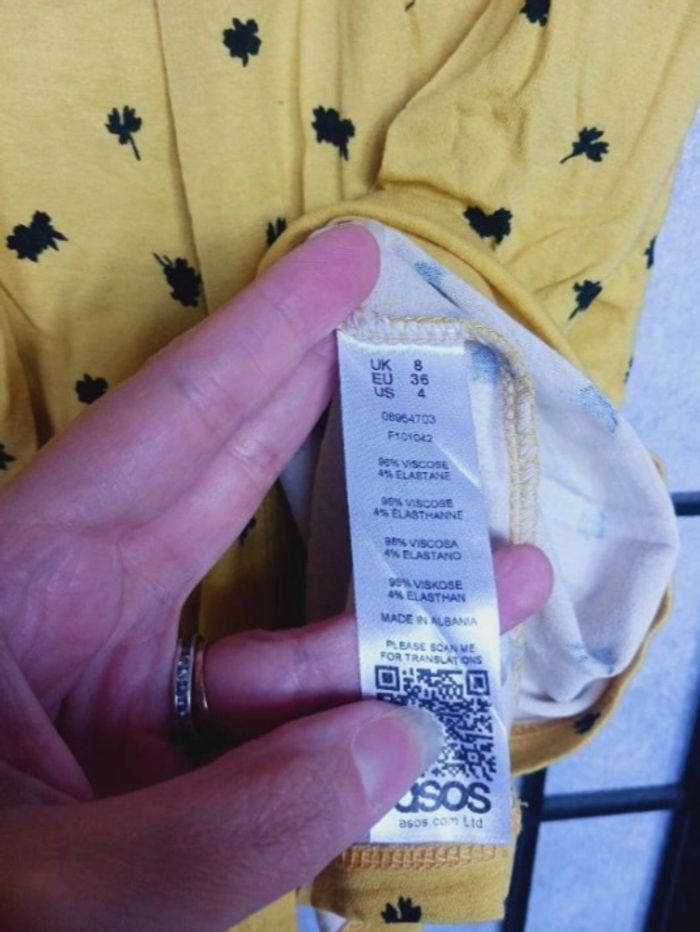 UK 8
EU 36
US 4
08964703
F101042
96% VISCOSE
4% ELASTANE
96% VISCOSE
4% ELASTHANNE
96% VISCOSA
4% ELASTANO
96% VISKOSE
4% ELASTHAN
MADE IN ALBANIA
PLEASE SCAN ME
FOR TRANSLATIONS
asos
asos.com Ltd